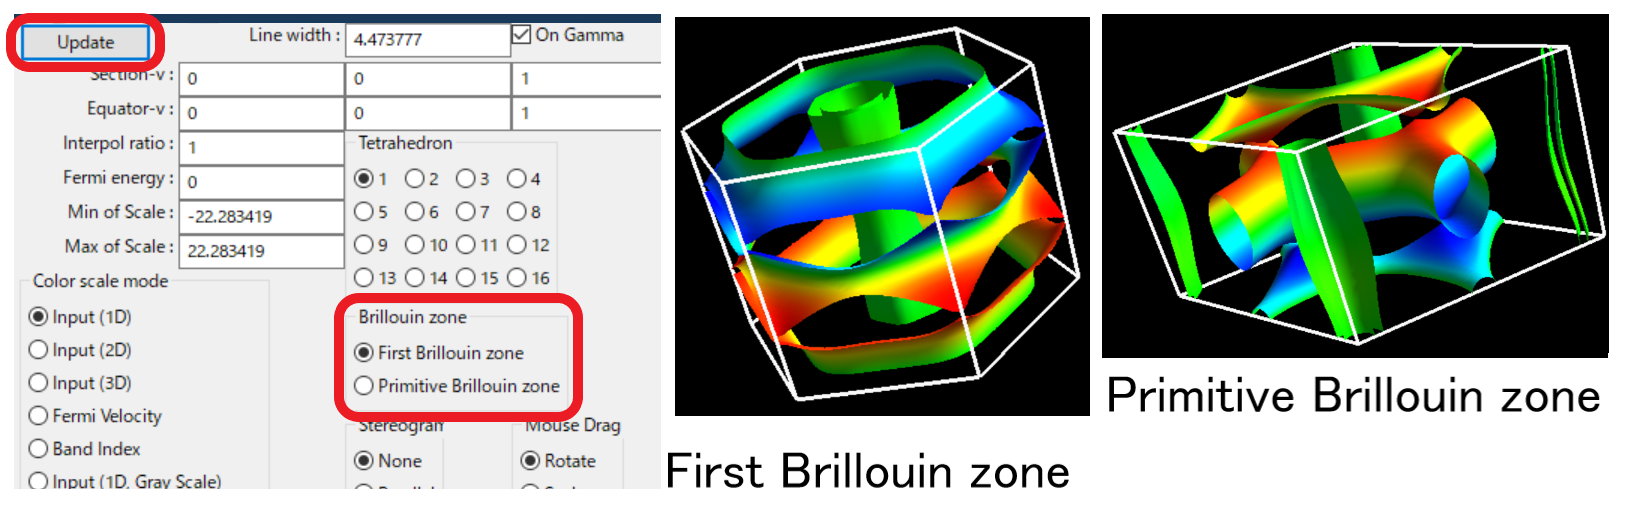 Update
Line width : 4.473777 On Gamma
Section-v : 0 0 1
Equator-v : 0 0 1
Interpol ratio : 1
Fermi energy : 0
Min of Scale : -22.283419
Max of Scale : 22.283419
Tetrahedron
1 2 3 4
5 6 7 8
9 10 11 12
13 14 15 16
Color scale mode
Input (1D)
Input (2D)
Input (3D)
Fermi Velocity
Band Index
Input (1D, Gray Scale)
Brillouin zone
First Brillouin zone
Primitive Brillouin zone
Stereogram
None
Mouse Drag
Rotate
First Brillouin zone
Primitive Brillouin zone